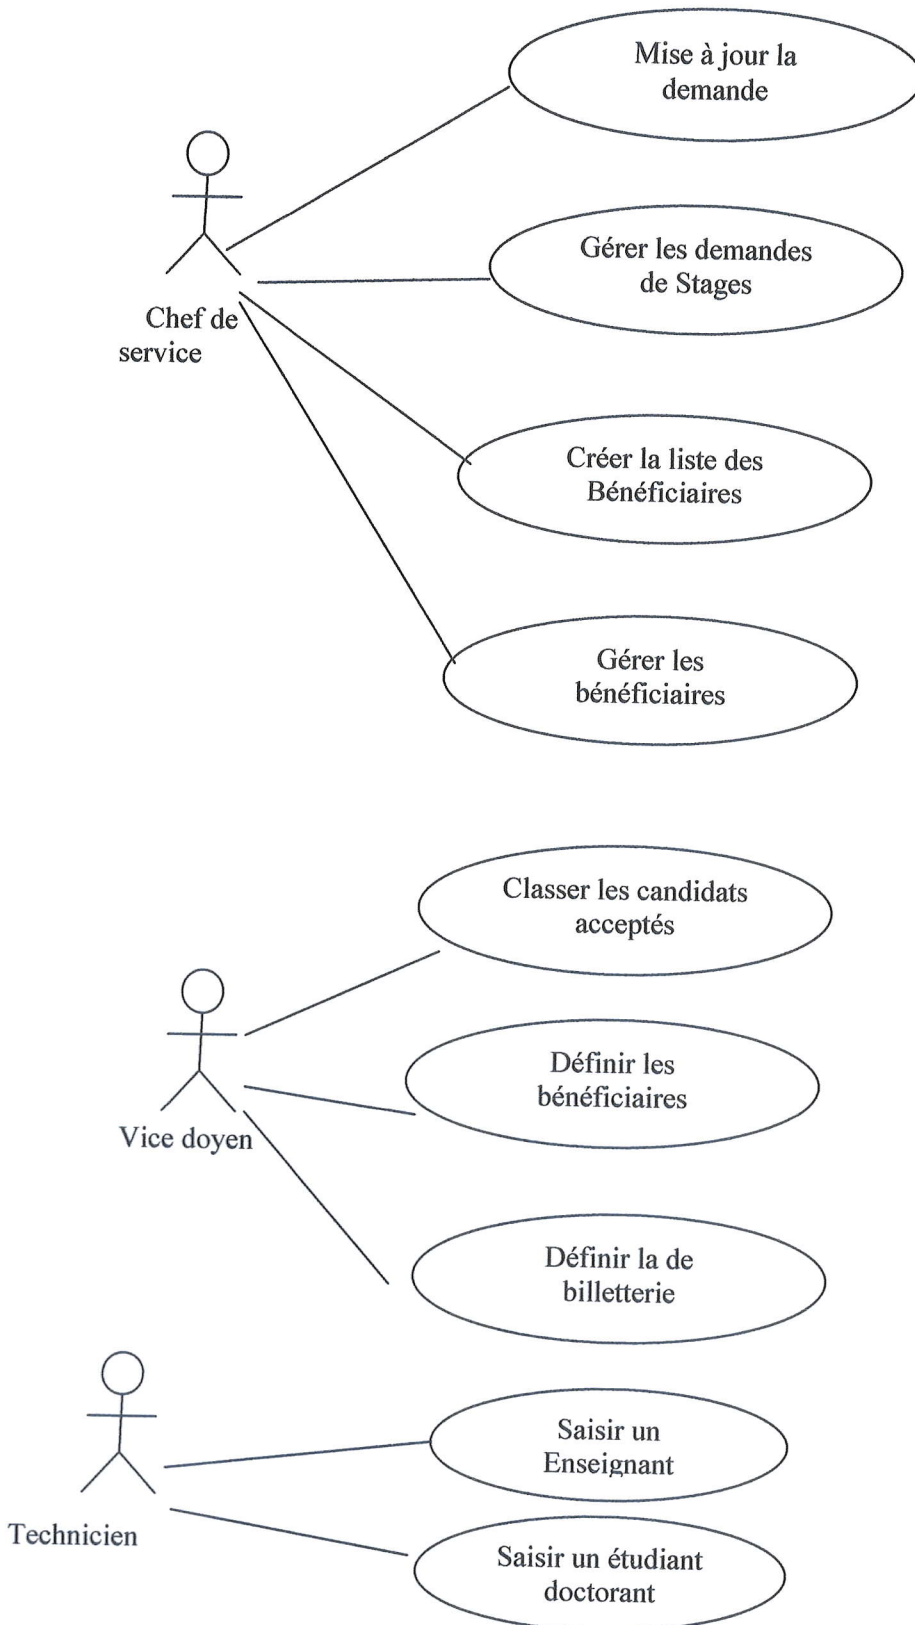 Mise à jour la
demande
Gérer les demandes
de Stages
Chef de
service
Créer la liste des
Bénéficiaires
Gérer les
bénéficiaires
Classer les candidats
acceptés
Définir les
bénéficiaires
Vice doyen
Définir la de
billetterie
Saisir un
Enseignant
Technicien
Saisir un étudiant
doctorant